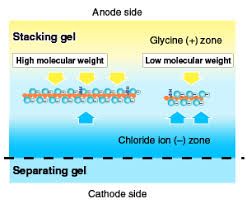 Anode side
Stacking gel
Glycine (+) zone
High molecular weight
Low molecular weight
Chloride ion (–) zone
Separating gel
Cathode side